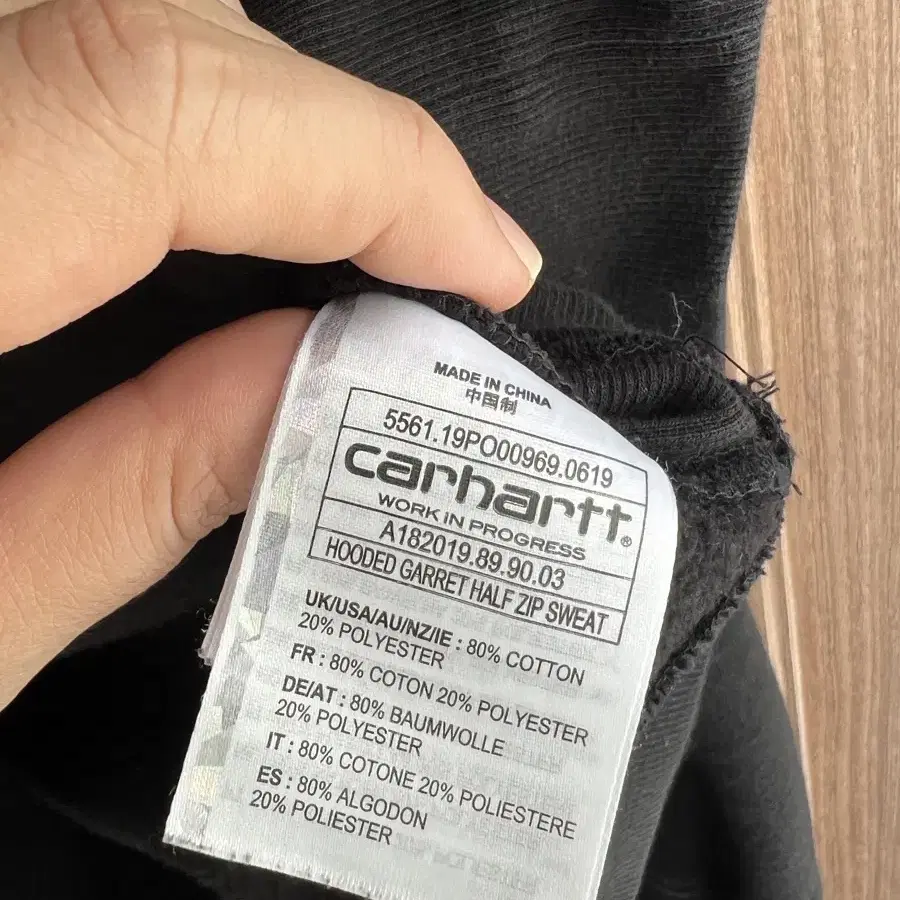 MADE IN CHINA
中国制
5561.19PO00969.0619
carhartt®
WORK IN PROGRESS
A182019.89.90.03
HOODED GARRET HALF ZIP SWEAT
UK/USA/AU/NZ/IE : 80% COTTON
20% POLYESTER
FR : 80% COTON 20% POLYESTER
DE/AT : 80% BAUMWOLLE
20% POLYESTER
IT : 80% COTONE 20% POLIESTERE
ES : 80% ALGODON
20% POLIESTER